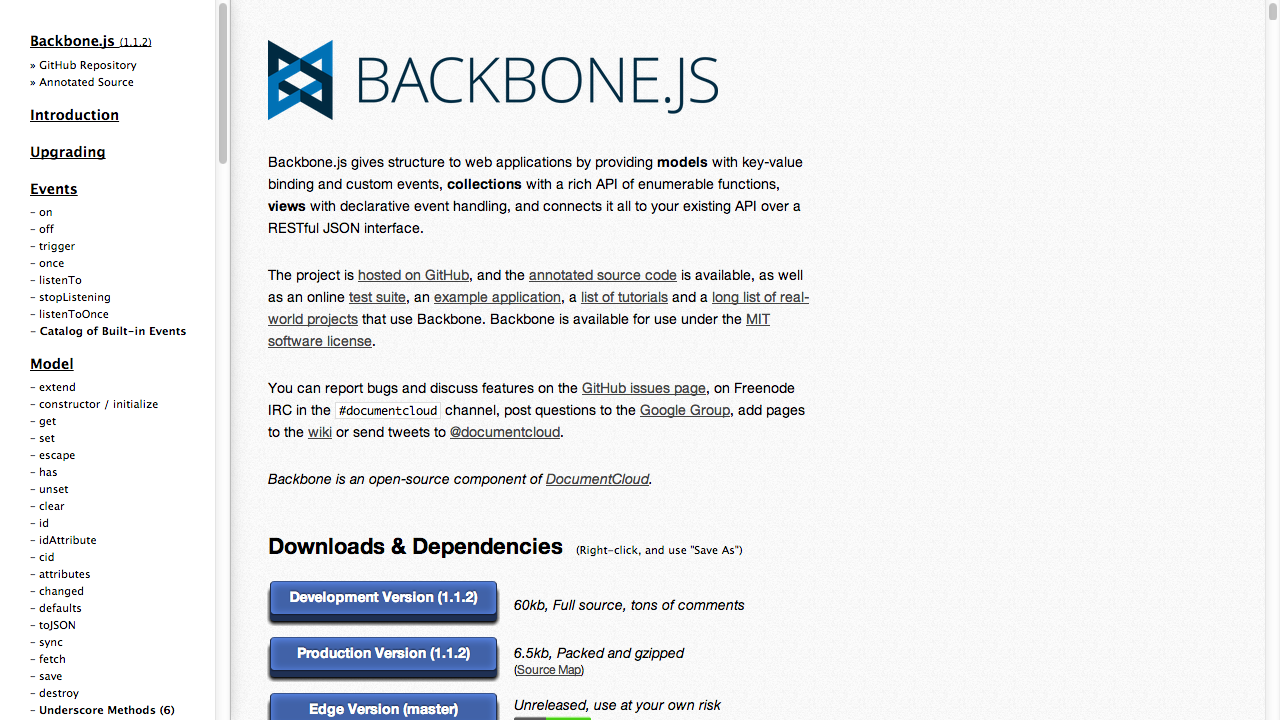 Backbone.js (1.1.2)
» GitHub Repository
» Annotated Source
Introduction
Upgrading
Events
- on
- off
- trigger
- once
- listenTo
- stopListening
- listenToOnce
- Catalog of Built-in Events
Model
- extend
- constructor / initialize
- get
- set
- escape
- has
- unset
- clear
- id
- idAttribute
- cid
- attributes
- changed
- defaults
- toJSON
- sync
- fetch
- save
- destroy
- Underscore Methods (6)
BACKBONE.JS
Backbone.js gives structure to web applications by providing models with key-value
binding and custom events, collections with a rich API of enumerable functions,
views with declarative event handling, and connects it all to your existing API over a
RESTful JSON interface.
The project is hosted on GitHub, and the annotated source code is available, as well
as an online test suite, an example application, a list of tutorials and a long list of real-
world projects that use Backbone. Backbone is available for use under the MIT
software license.
You can report bugs and discuss features on the GitHub issues page, on Freenode
IRC in the #documentcloud channel, post questions to the Google Group, add pages
to the wiki or send tweets to @documentcloud.
Backbone is an open-source component of DocumentCloud.
Downloads & Dependencies (Right-click, and use "Save As")
Development Version (1.1.2)
60kb, Full source, tons of comments
Production Version (1.1.2)
6.5kb, Packed and gzipped
(Source Map)
Edge Version (master)
Unreleased, use at your own risk